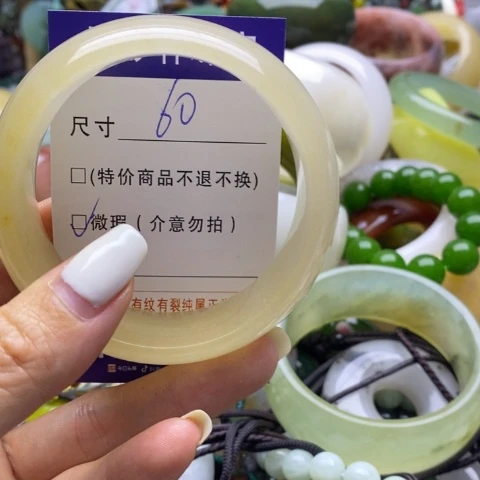 尺寸 60
□(特价商品不退不换)
☑微瑕(介意勿拍)
有纹有裂纯属正